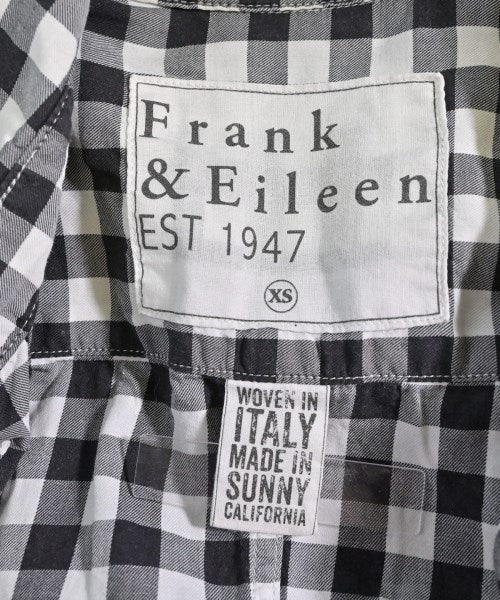 Frank
& Eileen
EST 1947
XS
WOVEN IN
ITALY
MADE IN
SUNNY
CALIFORNIA